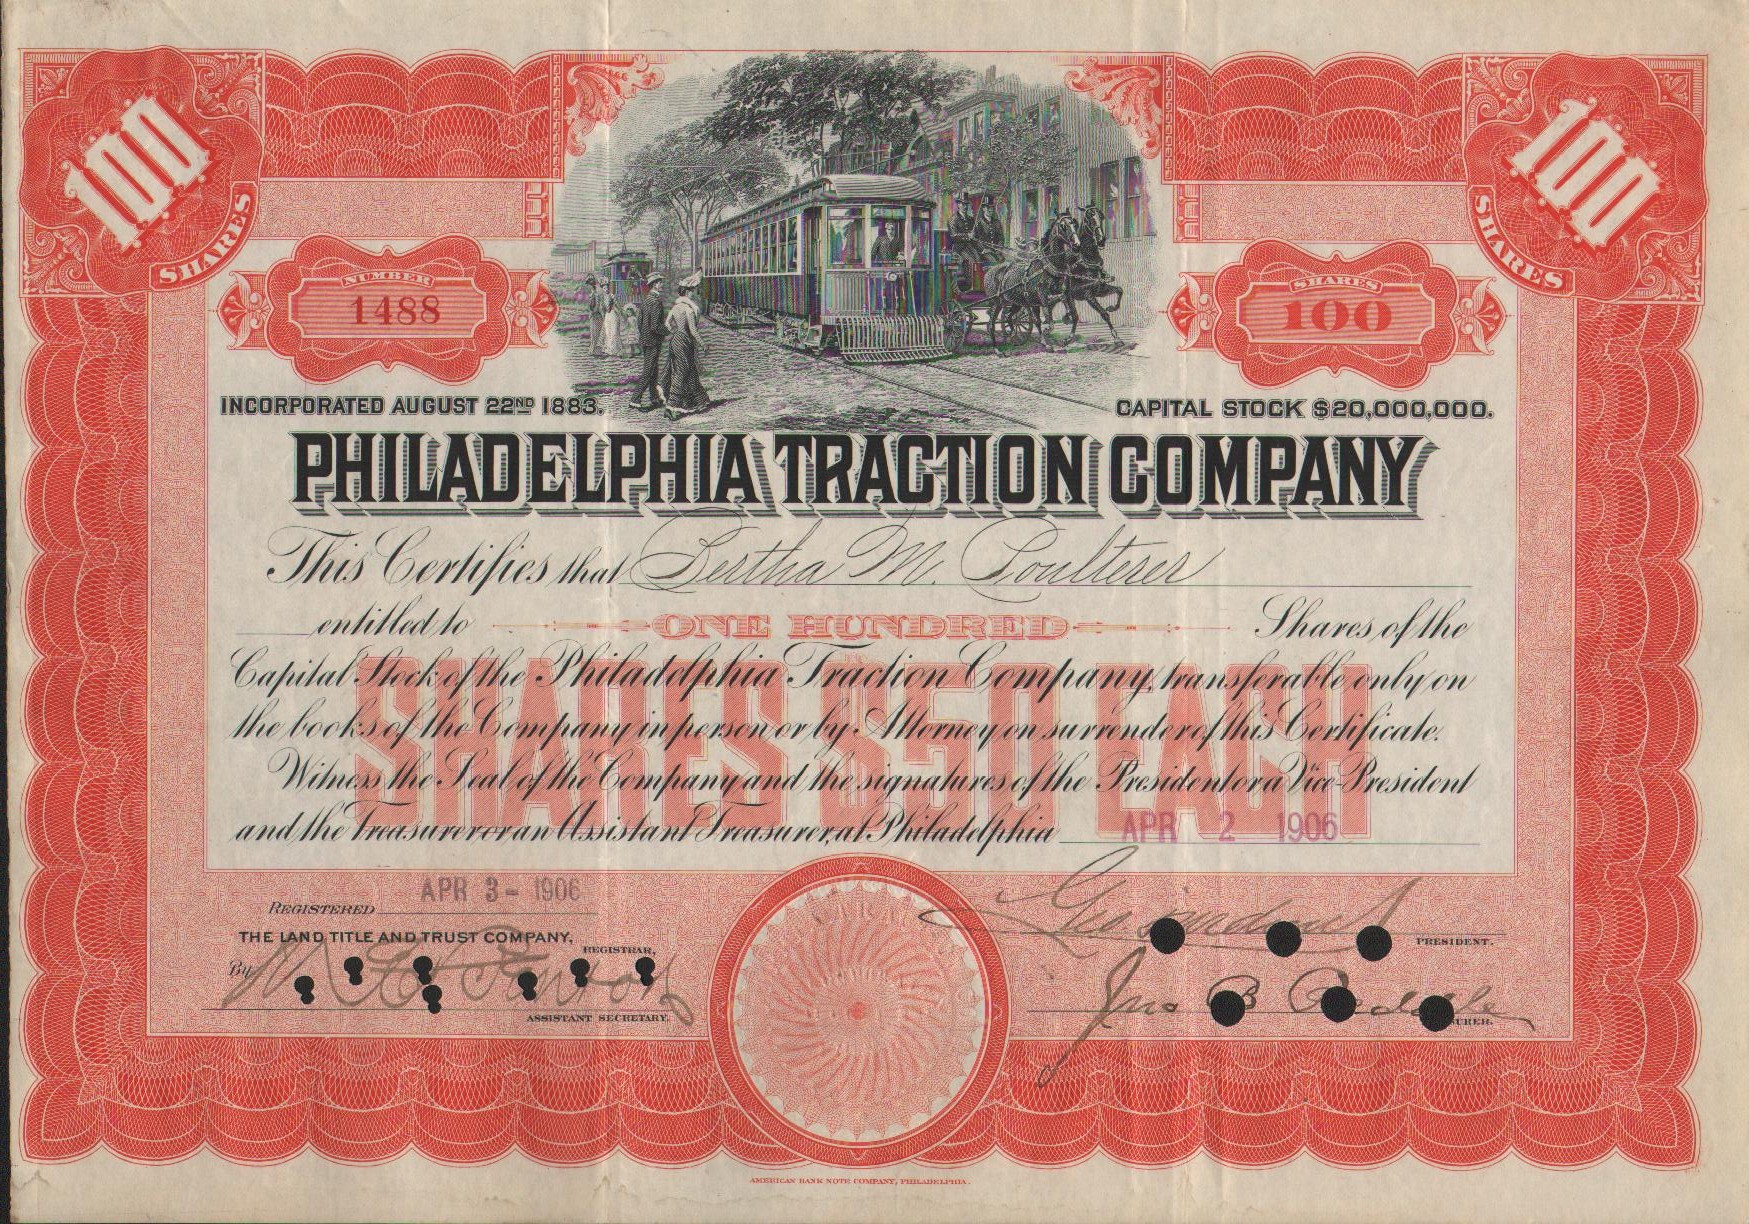 100 SHARES
100 SHARES
NUMBER
1488
SHARES
100
INCORPORATED AUGUST 22ND 1883.
CAPITAL STOCK $20,000,000.
PHILADELPHIA TRACTION COMPANY
This Certifies that Bertha M. Poulterer
entitled to ONE HUNDRED Shares of the
Capital Stock of the Philadelphia Traction Company, transferable only on
the books of the Company in person or by Attorney on surrender of this Certificate.
Witness the Seal of the Company and the signatures of the President or a Vice-President
and the Treasurer or an Assistant Treasurer, at Philadelphia APR 2 1906
SHARES $50 EACH
REGISTERED APR 3 - 1906
THE LAND TITLE AND TRUST COMPANY,
REGISTRAR,
By
ASSISTANT SECRETARY.
Geo
PRESIDENT.
Jno B
AMERICAN BANK NOTE COMPANY, PHILADELPHIA.